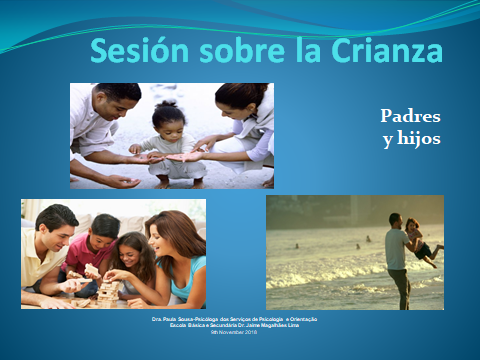 Sesión sobre la Crianza
Padres
y hijos
Dra. Paula Sousa-Psicóloga dos Serviços de Psicologia e Orientação
Escola Básica e Secundária Dr. Jaime Magalhães Lima
9th November 2018